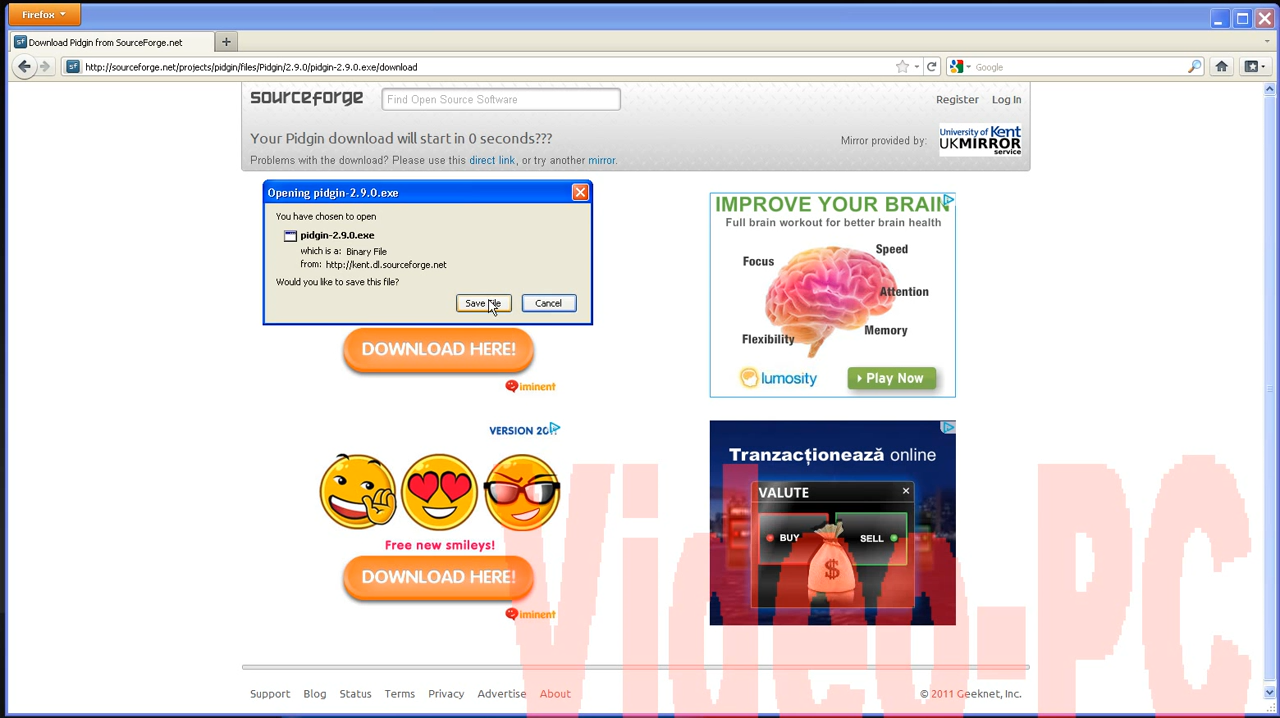 Firefox
Download Pidgin from SourceForge.net
http://sourceforge.net/projects/pidgin/files/Pidgin/2.9.0/pidgin-2.9.0.exe/download
Google
sourceforge
Find Open Source Software
Register
Log In
Your Pidgin download will start in 0 seconds???
Problems with the download? Please use this direct link, or try another mirror.
Mirror provided by:
University of Kent
UKMIRROR
service
Opening pidgin-2.9.0.exe
You have chosen to open
pidgin-2.9.0.exe
which is a: Binary File
from: http://kent.dl.sourceforge.net
Would you like to save this file?
Save File
Cancel
DOWNLOAD HERE!
iminent
IMPROVE YOUR BRAIN
Full brain workout for better brain health
Focus
Speed
Attention
Memory
Flexibility
lumosity
Play Now
VERSION
Free new smileys!
DOWNLOAD HERE!
iminent
Tranzacționează online
VALUTE
BUY
SELL
$
Video-PC
Support
Blog
Status
Terms
Privacy
Advertise
About
© 2011 Geeknet, Inc.